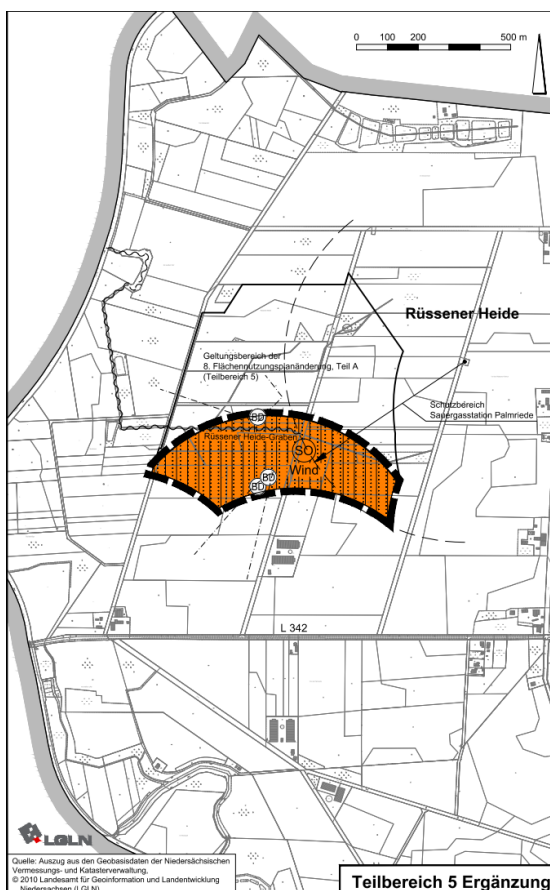 0 100 200 500 m
Rüssener Heide
Geltungsbereich der
8. Flächennutzungsplanänderung, Teil A
(Teilbereich 5)
Schutzbereich
Sauergasstation Palmriede
BD
Rüssener Heide-Graben
SO
Wind
BD
BD
L 342
LGLN
Quelle: Auszug aus den Geobasisdaten der Niedersächsischen
Vermessungs- und Katasterverwaltung,
© 2010 Landesamt für Geoinformation und Landentwicklung
Niedersachsen (LGLN)
Teilbereich 5 Ergänzung